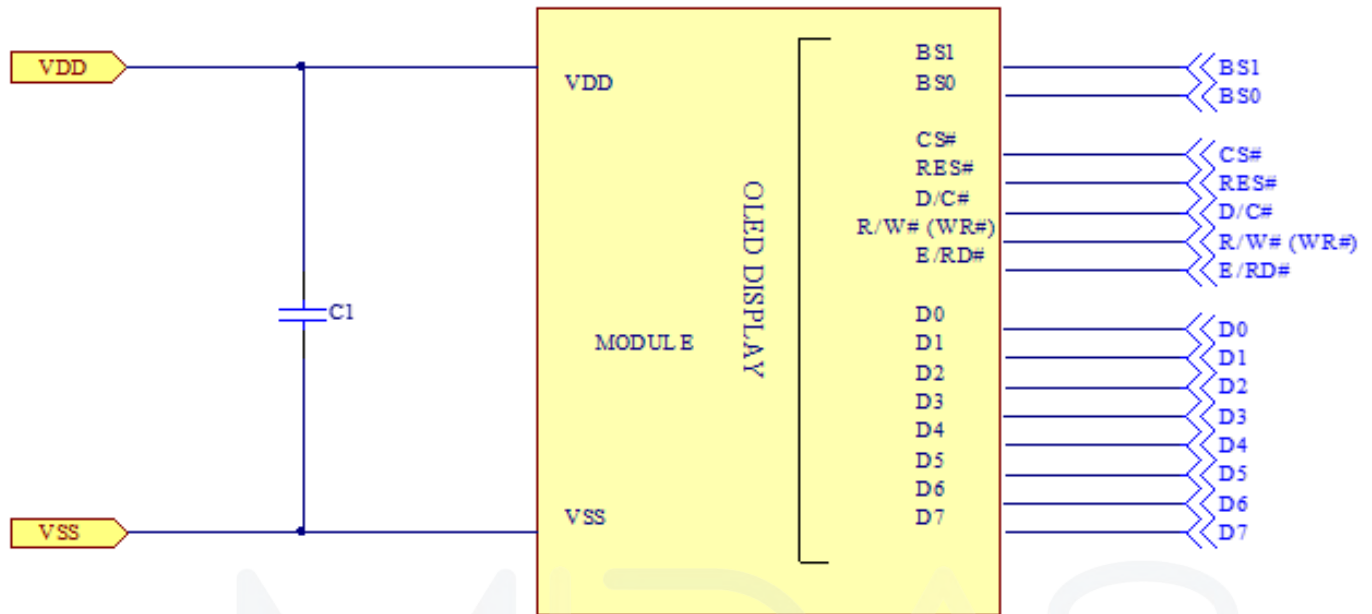 VDD
VDD
BS1
BS1
BS0
BS0
CS#
CS#
RES#
RES#
D/C#
D/C#
R/W# (WR#)
R/W# (WR#)
E/RD#
E/RD#
OLED DISPLAY
C1
MODULE
D0
D0
D1
D1
D2
D2
D3
D3
D4
D4
D5
D5
D6
D6
D7
D7
VSS
VSS
MIDAS